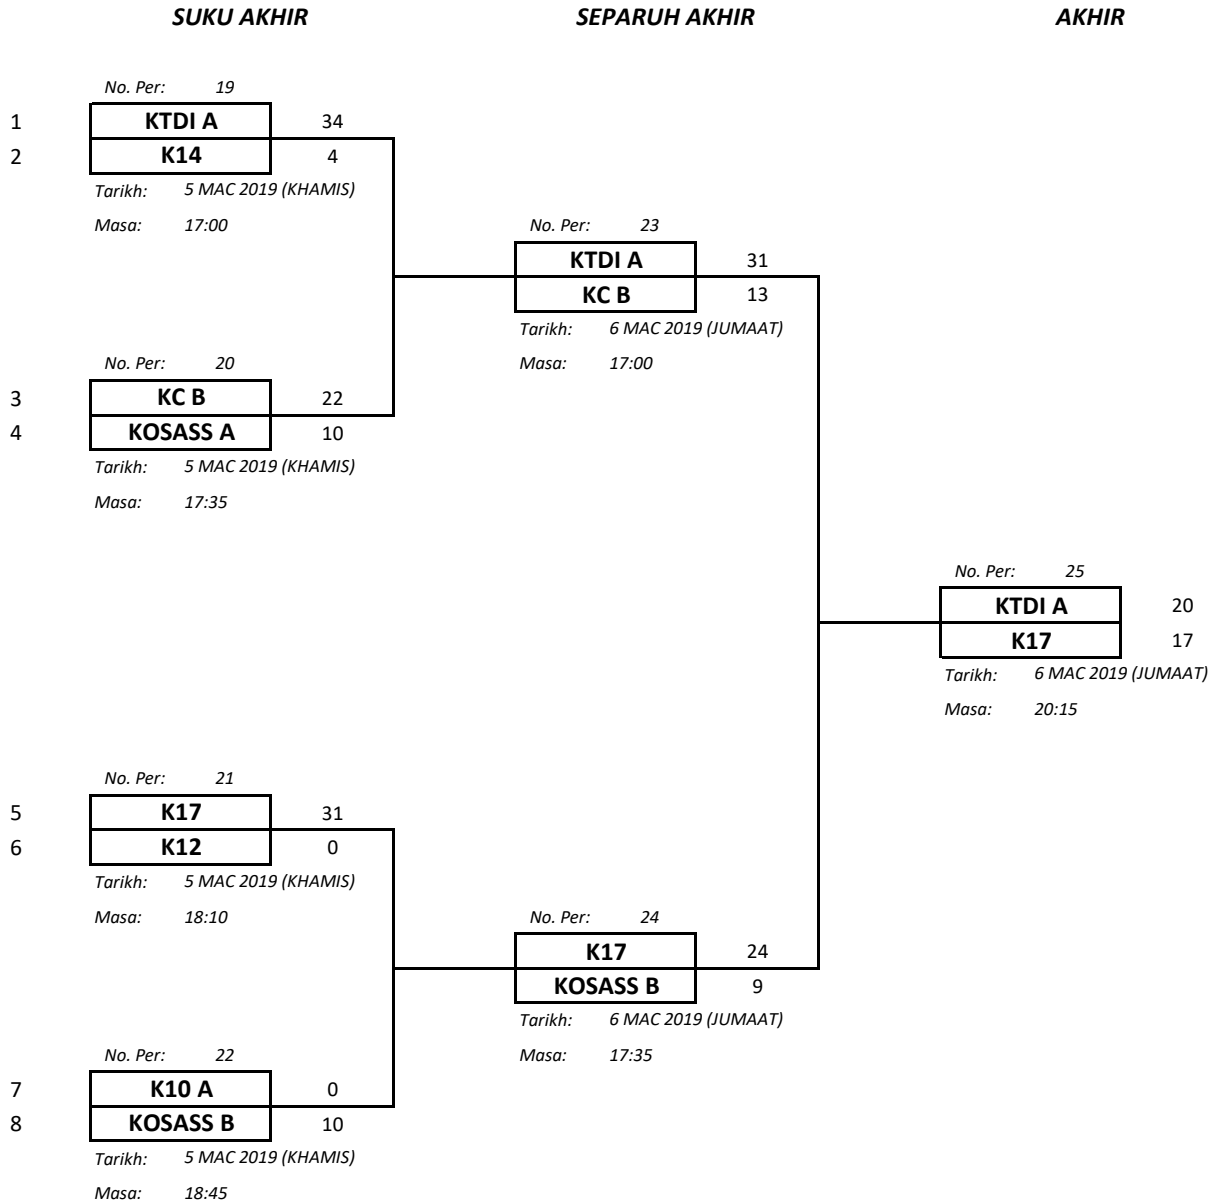 SUKU AKHIR SEPARUH AKHIR AKHIR
No. Per: 19
1 KTDI A 34
2 K14 4
Tarikh: 5 MAC 2019 (KHAMIS)
Masa: 17:00
No. Per: 23
KTDI A 31
KC B 13
Tarikh: 6 MAC 2019 (JUMAAT)
Masa: 17:00
No. Per: 20
3 KC B 22
4 KOSASS A 10
Tarikh: 5 MAC 2019 (KHAMIS)
Masa: 17:35
No. Per: 25
KTDI A 20
K17 17
Tarikh: 6 MAC 2019 (JUMAAT)
Masa: 20:15
No. Per: 21
5 K17 31
6 K12 0
Tarikh: 5 MAC 2019 (KHAMIS)
Masa: 18:10
No. Per: 24
K17 24
KOSASS B 9
Tarikh: 6 MAC 2019 (JUMAAT)
Masa: 17:35
No. Per: 22
7 K10 A 0
8 KOSASS B 10
Tarikh: 5 MAC 2019 (KHAMIS)
Masa: 18:45